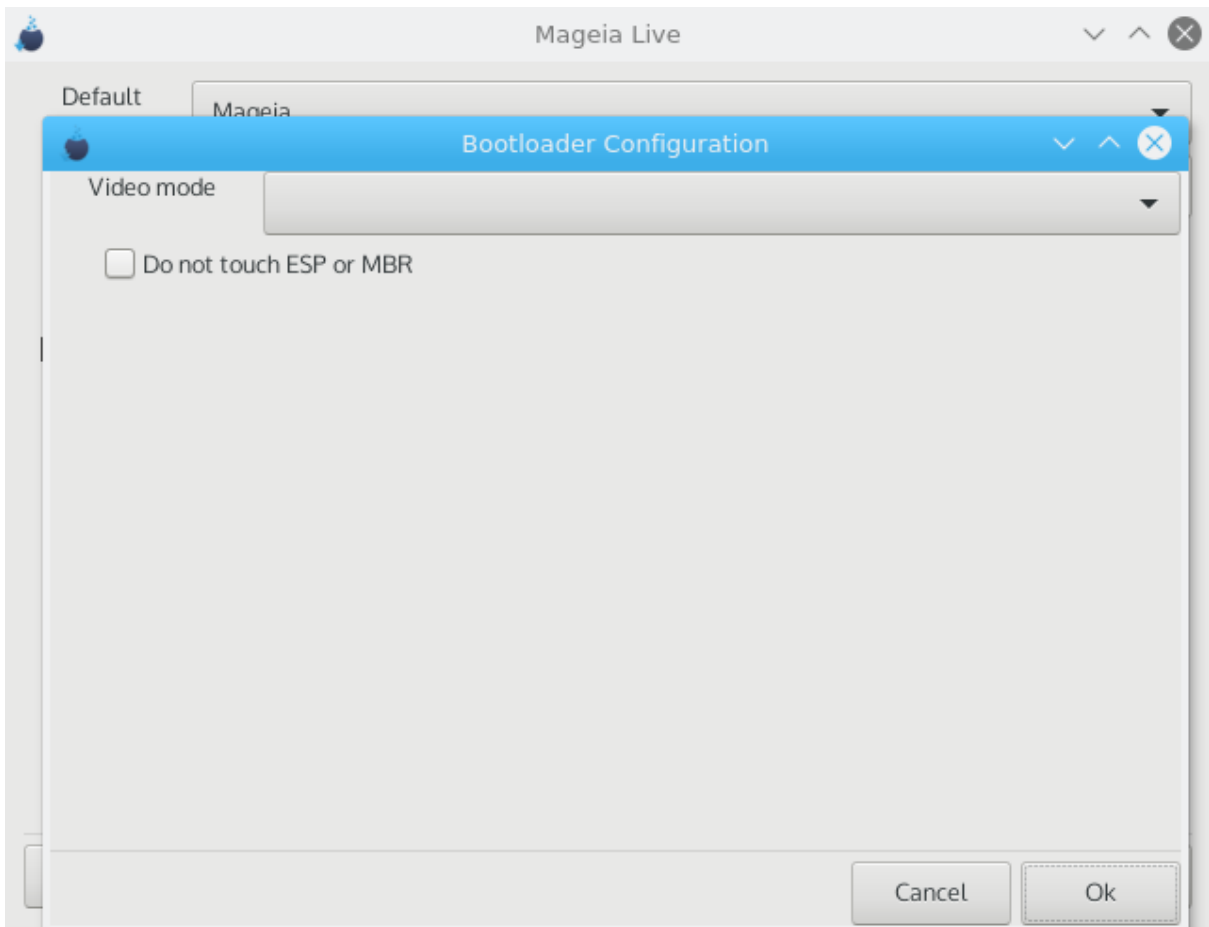 Mageia Live
Default
Mageia
Bootloader Configuration
Video mode
Do not touch ESP or MBR
Cancel
Ok